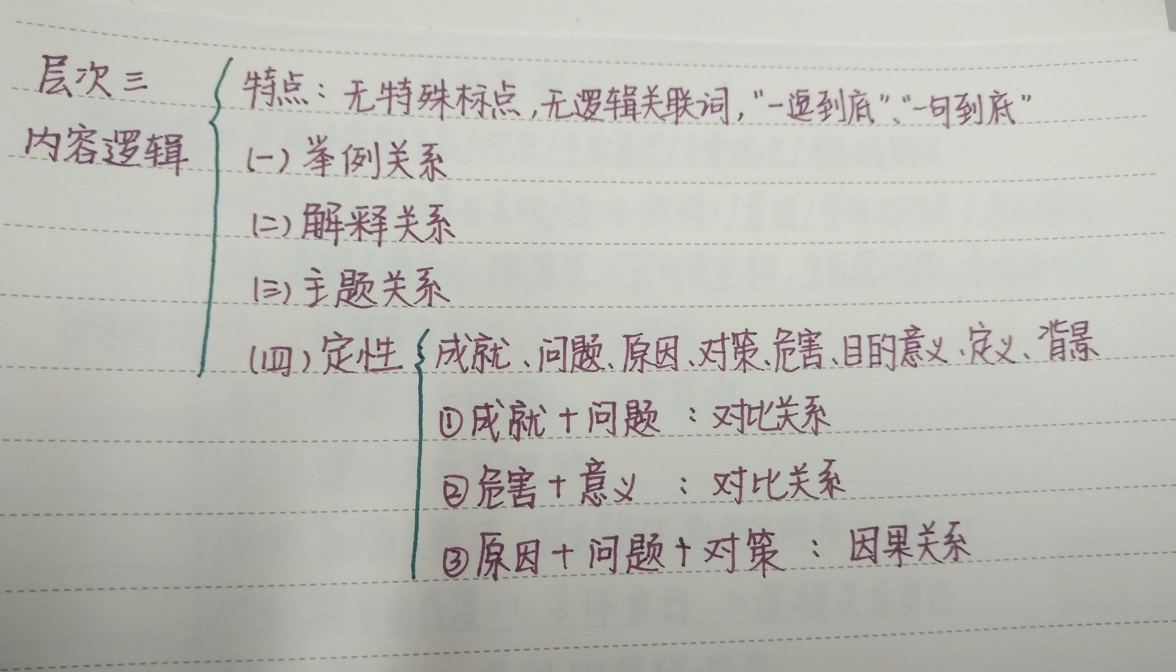 层次三
内容逻辑
特点：无特殊标点,无逻辑关联词，“一逗到底”、“一句到底”
(一) 举例关系
(二) 解释关系
(三) 主题关系
(四) 定性
成就、问题、原因、对策、危害、目的意义、定义、背景
①成就＋问题：对比关系
②危害＋意义：对比关系
③原因＋问题＋对策：因果关系